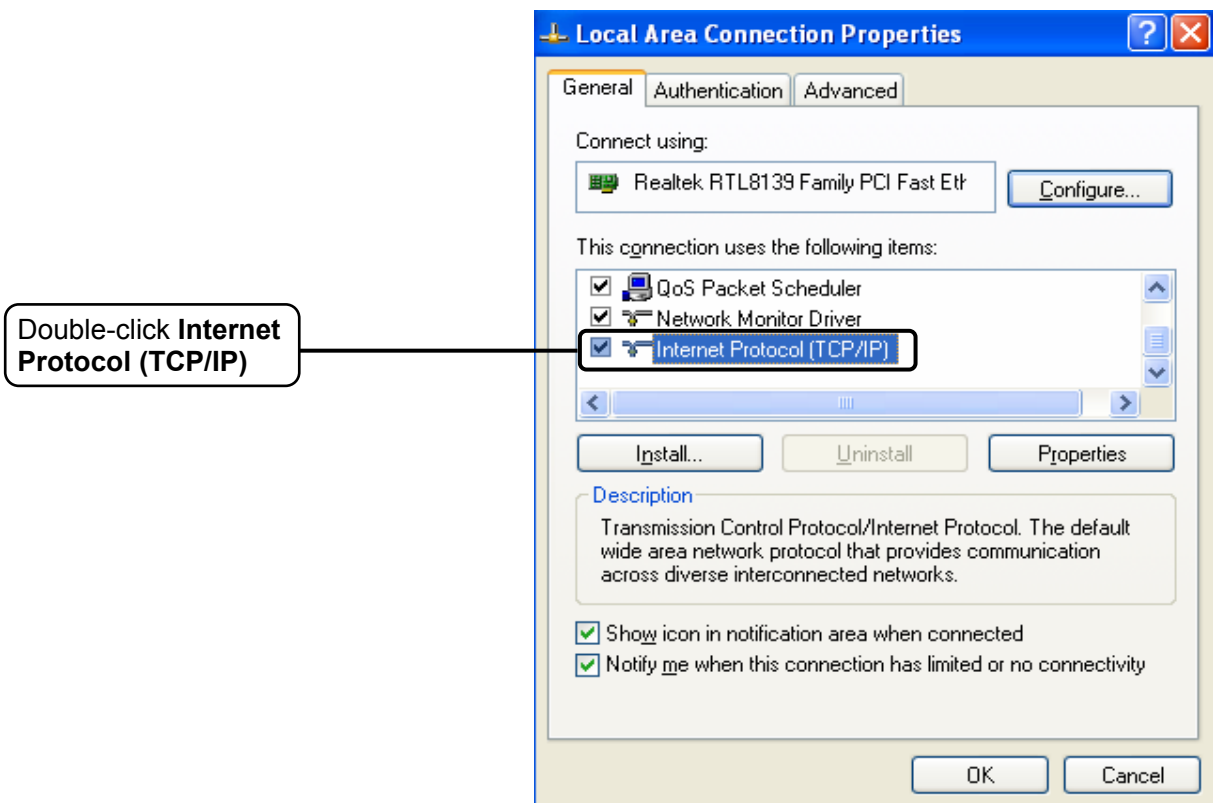 Local Area Connection Properties
General Authentication Advanced
Connect using:
Realtek RTL8139 Family PCI Fast Eth
Configure...
This connection uses the following items:
QoS Packet Scheduler
Network Monitor Driver
Internet Protocol (TCP/IP)
Double-click Internet
Protocol (TCP/IP)
Install... Uninstall Properties
Description
Transmission Control Protocol/Internet Protocol. The default
wide area network protocol that provides communication
across diverse interconnected networks.
Show icon in notification area when connected
Notify me when this connection has limited or no connectivity
OK Cancel